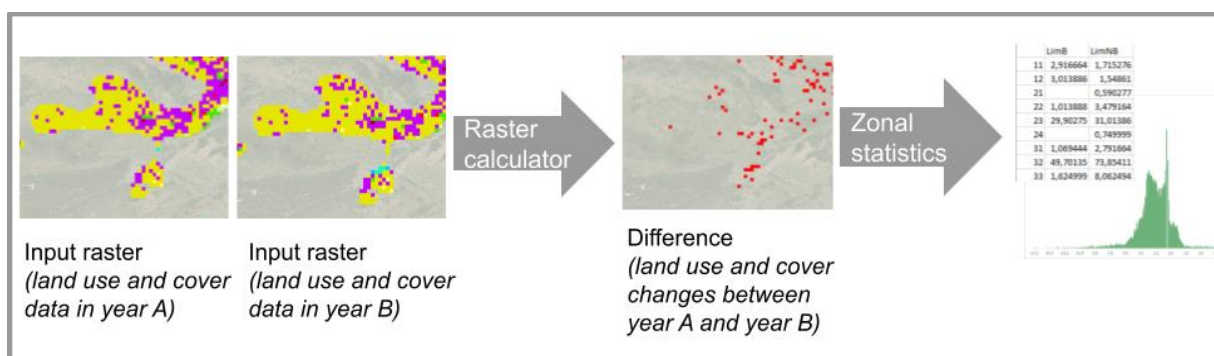 LimB LimNB
11 2,916664 1,715276
12 3,013886 1,54861
21 0,590277
22 1,013888 3,479164
23 29,90275 31,01386
24 0,749999
31 1,069444 2,791664
32 49,70135 73,85411
33 1,624999 8,062494
Raster
calculator
Zonal
statistics
Input raster
(land use and cover
data in year A)
Input raster
(land use and cover
data in year B)
Difference
(land use and cover
changes between
year A and year B)